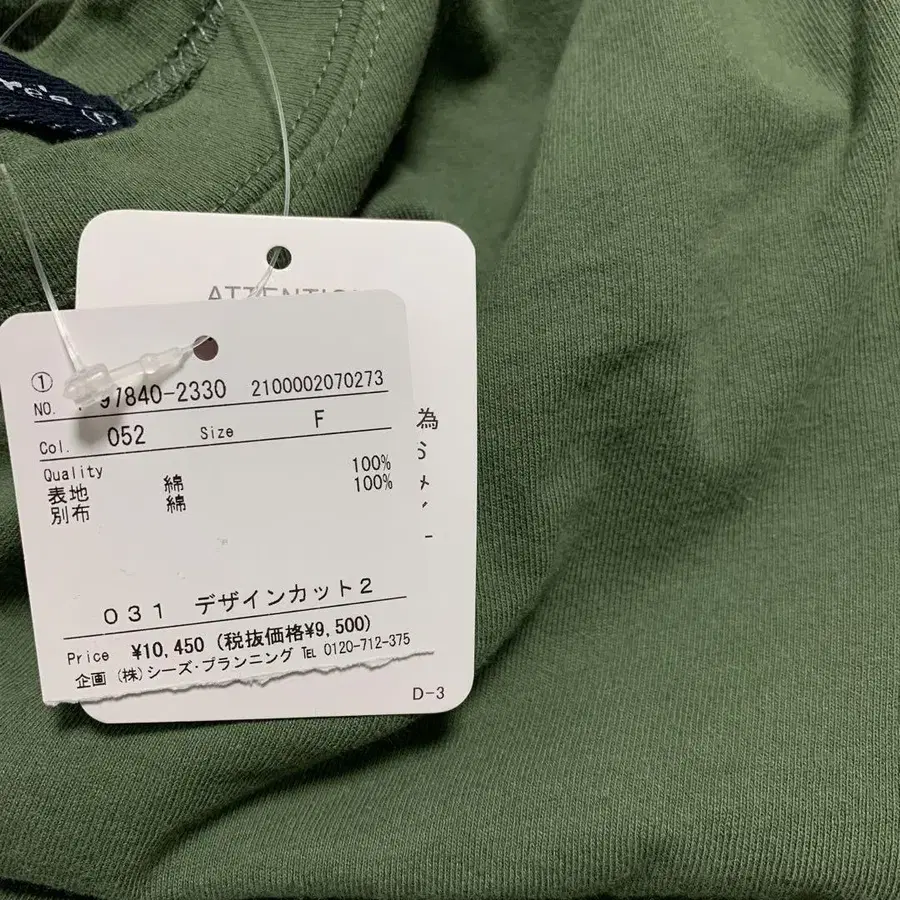 ①
NO. 97840-2330 2100002070273
Col. 052 Size F
Quality
表地 綿 100%
別布 綿 100%
031 デザインカット2
Price ¥10,450 (税抜価格¥9,500)
企画 (株)シーズ・プランニング TEL 0120-712-375
為
D-3